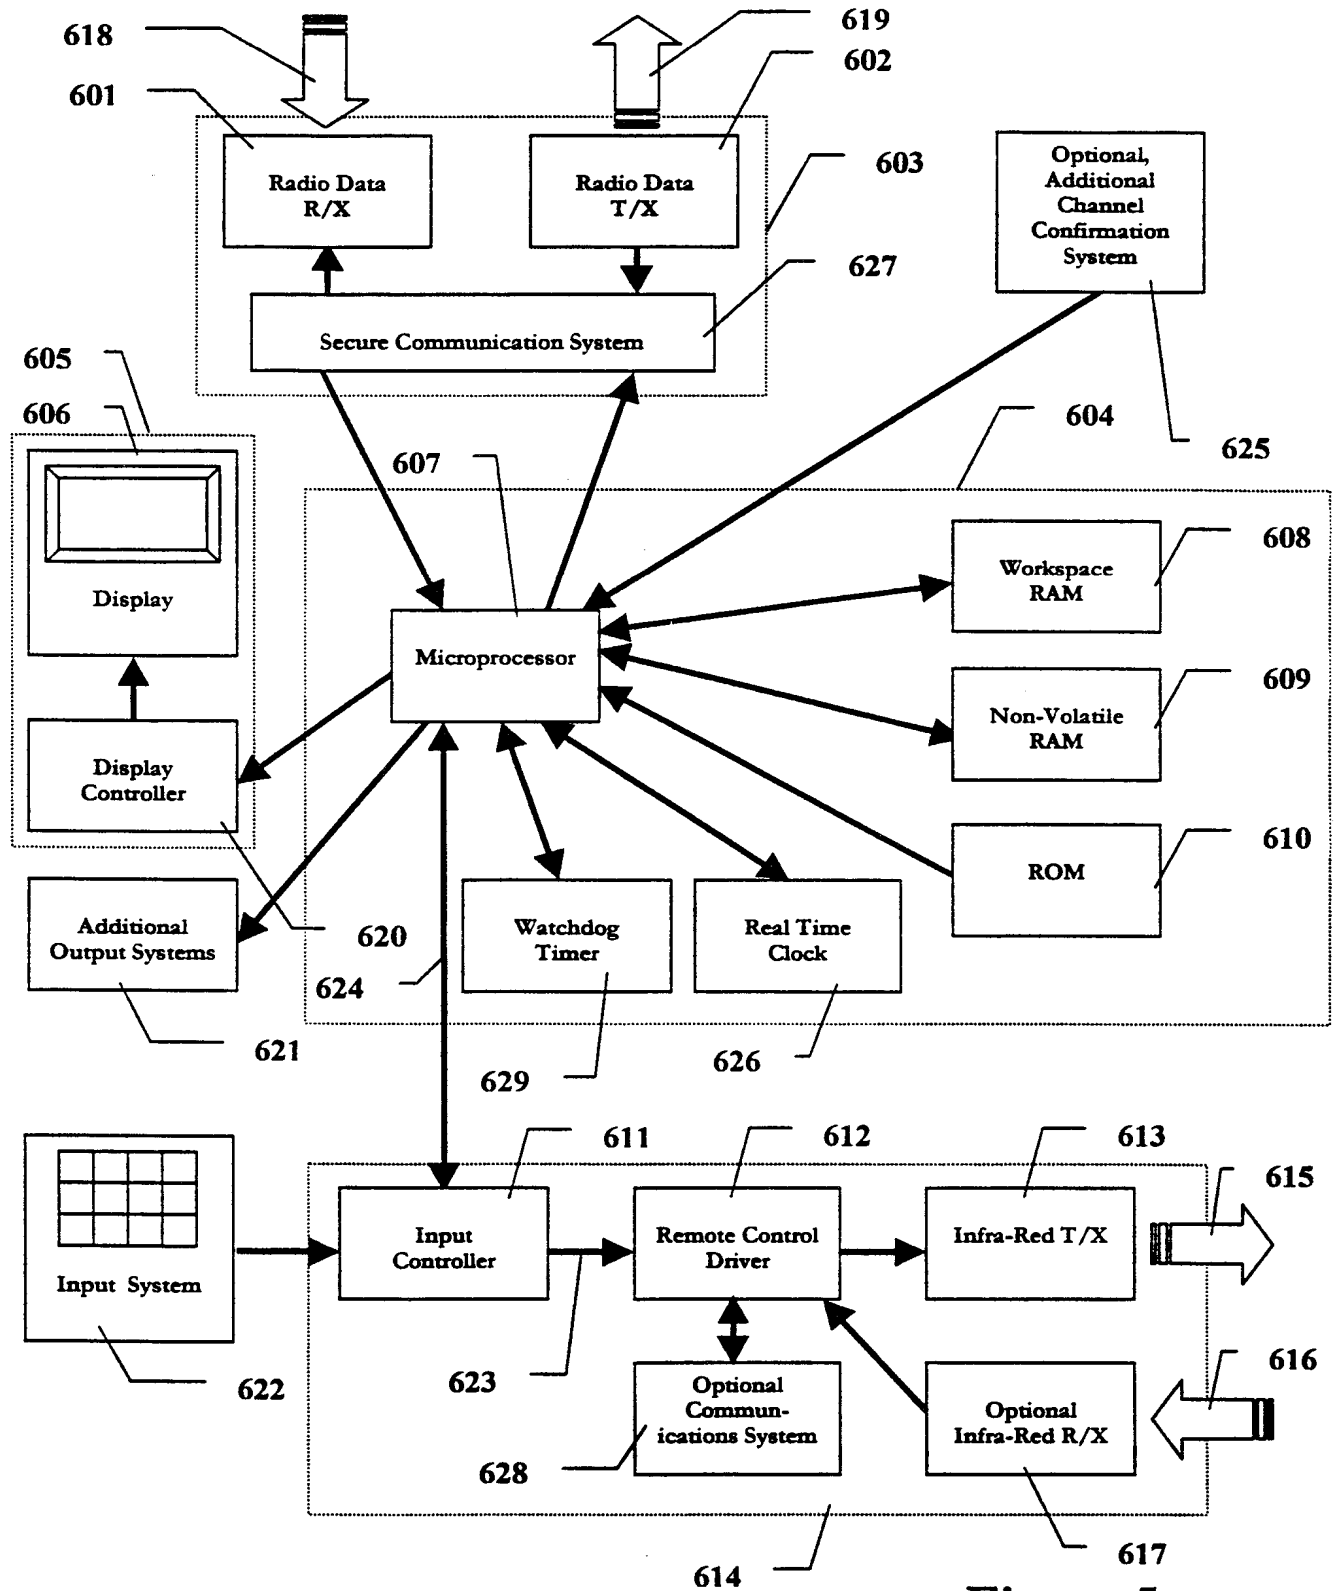 618
619
602
601
Radio Data
R/X
Radio Data
T/X
603
Optional,
Additional
Channel
Confirmation
System
627
Secure Communication System
605
606
604
625
607
608
Workspace
RAM
Display
Microprocessor
609
Non-Volatile
RAM
Display
Controller
610
ROM
Additional
Output Systems
620
624
Watchdog
Timer
Real Time
Clock
621
629
626
611
612
613
615
Input
Controller
Remote Control
Driver
Infra-Red T/X
Input System
622
623
616
Optional
Commun-
ications System
Optional
Infra-Red R/X
628
617
614